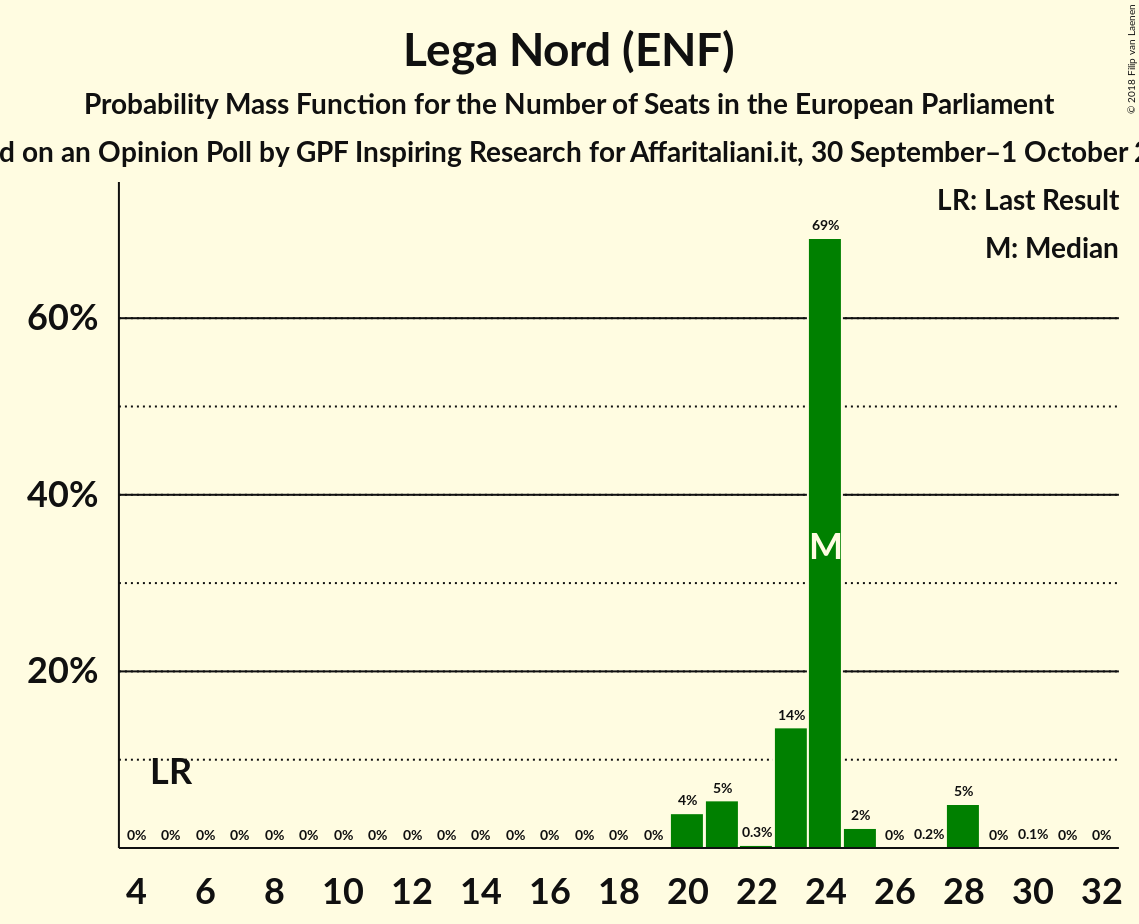 Lega Nord (ENF)
Probability Mass Function for the Number of Seats in the European Parliament
d on an Opinion Poll by GPF Inspiring Research for Affaritaliani.it, 30 September–1 October 2
© 2018 Filip van Laenen
LR: Last Result
M: Median
69%
60%
40%
M
20%
14%
LR
5%
5%
4%
2%
0% 0% 0% 0% 0% 0% 0% 0% 0% 0% 0% 0% 0% 0% 0% 0% 0.3% 0% 0.2% 0% 0.1% 0% 0%
4 6 8 10 12 14 16 18 20 22 24 26 28 30 32